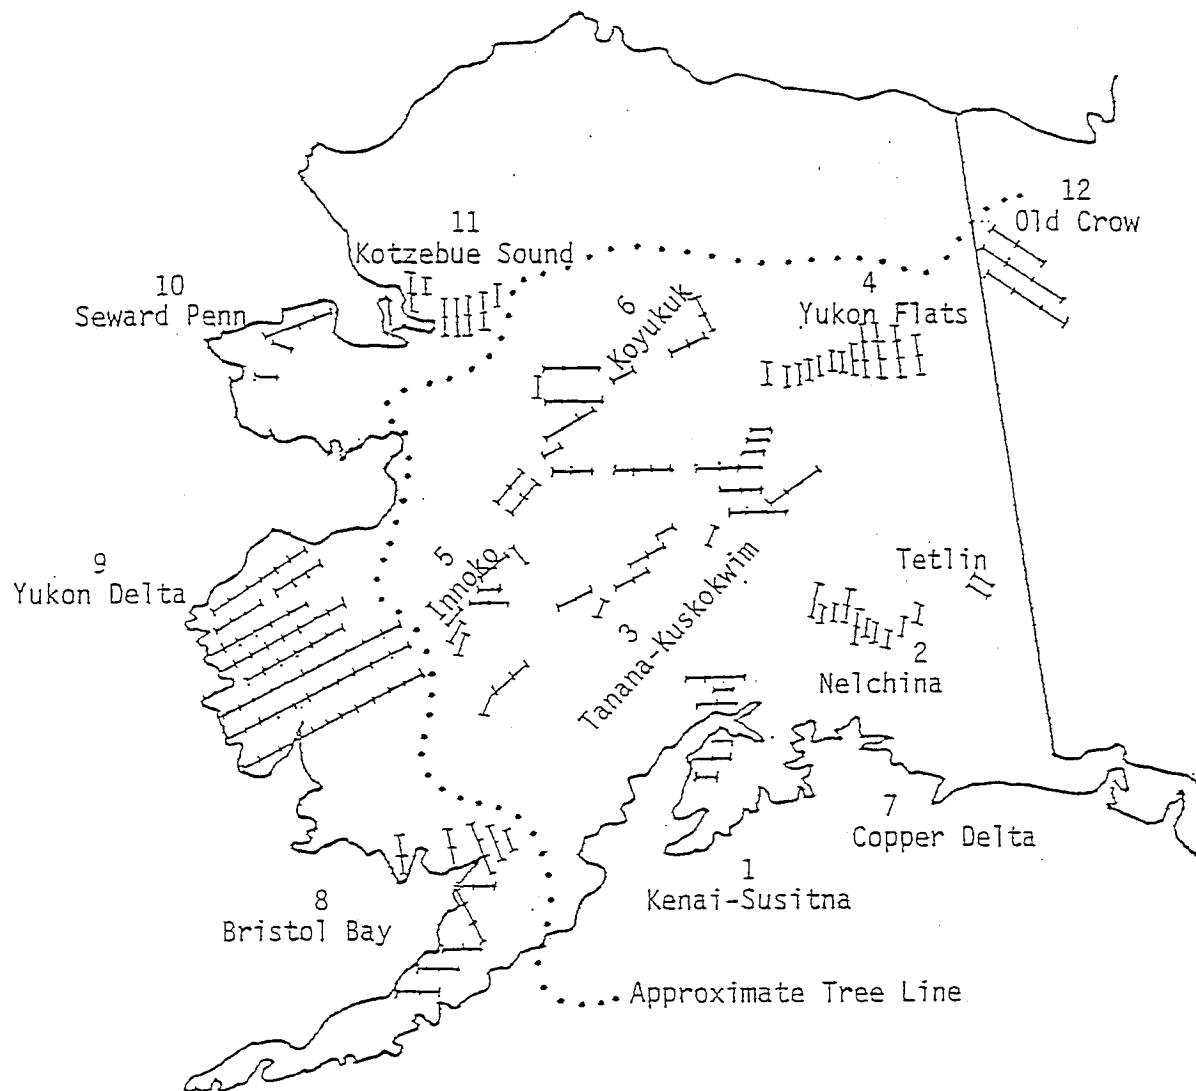 12
Old Crow
11
Kotzebue Sound
10
Seward Penn
4
Yukon Flats
6
Koyukuk
9
Yukon Delta
5
Innoko
Tetlin
3
Tanana-Kuskokwim
2
Nelchina
7
Copper Delta
1
Kenai-Susitna
8
Bristol Bay
Approximate Tree Line